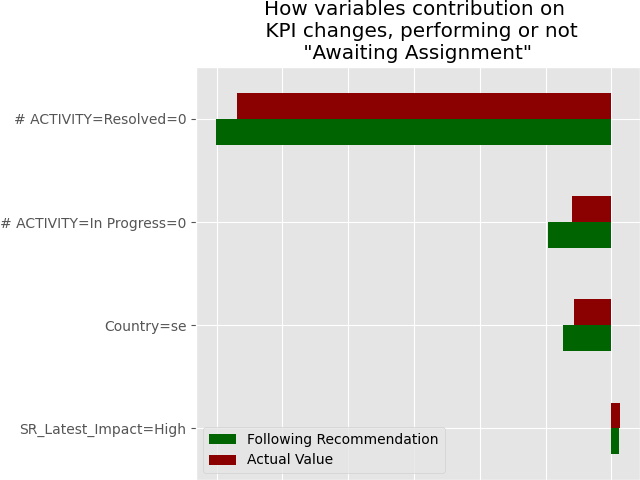 How variables contribution on
KPI changes, performing or not
"Awaiting Assignment"
# ACTIVITY=Resolved=0
# ACTIVITY=In Progress=0
Country=se
SR_Latest_Impact=High
Following Recommendation
Actual Value